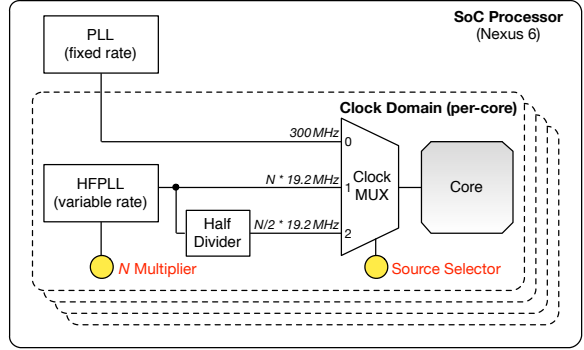 SoC Processor
(Nexus 6)
PLL
(fixed rate)
Clock Domain (per-core)
300 MHz
0
HFPLL
(variable rate)
N * 19.2 MHz
1
Clock
MUX
Core
Half
Divider
N/2 * 19.2 MHz
2
N Multiplier
Source Selector